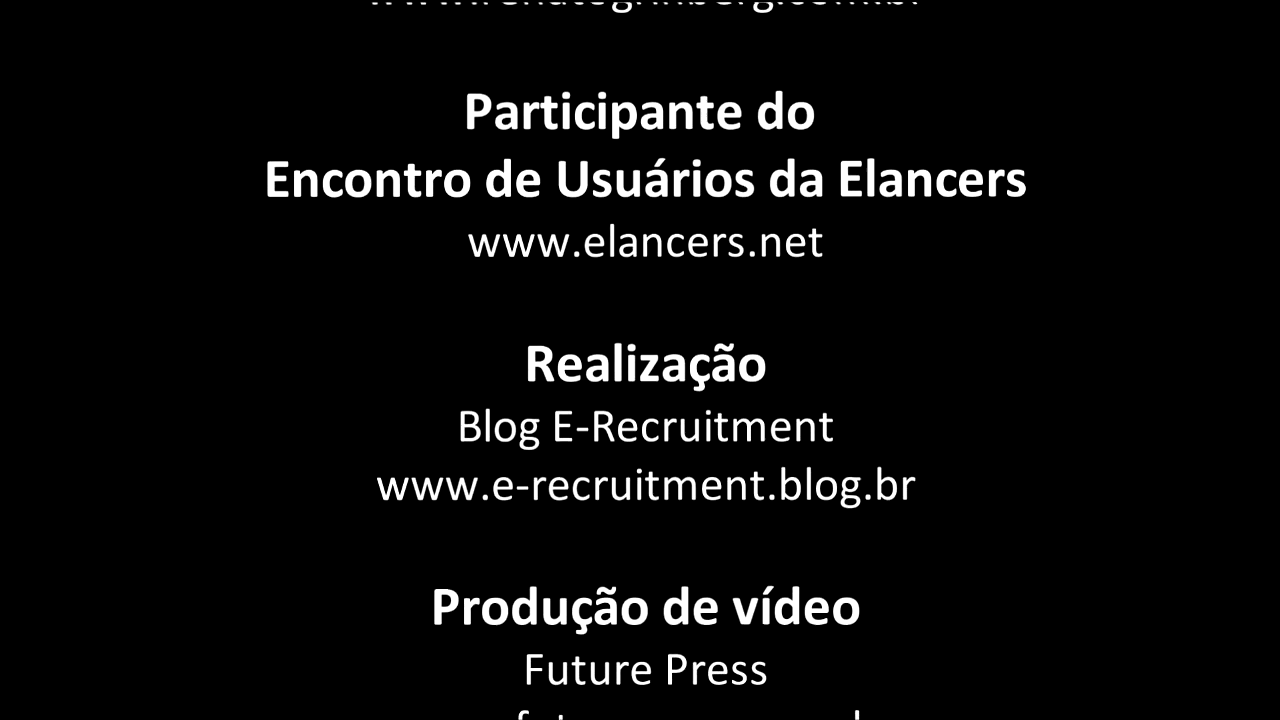 Participante do
Encontro de Usuários da Elancers
www.elancers.net
Realização
Blog E-Recruitment
www.e-recruitment.blog.br
Produção de vídeo
Future Press